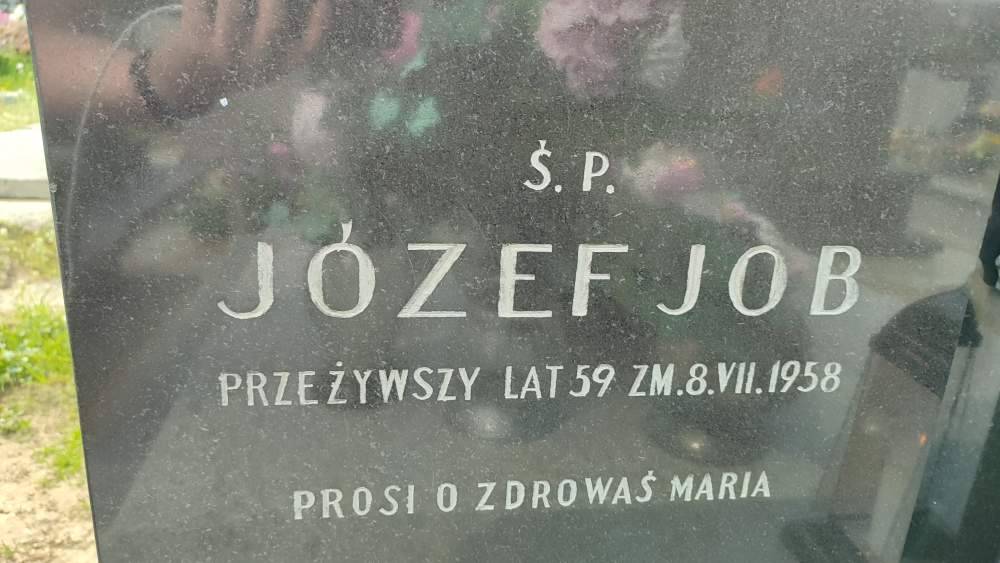 Ś. P.
JÓZEF JOB
PRZEŻYWSZY LAT 59 ZM.8.VII.1958
PROSI O ZDROWAŚ MARIA